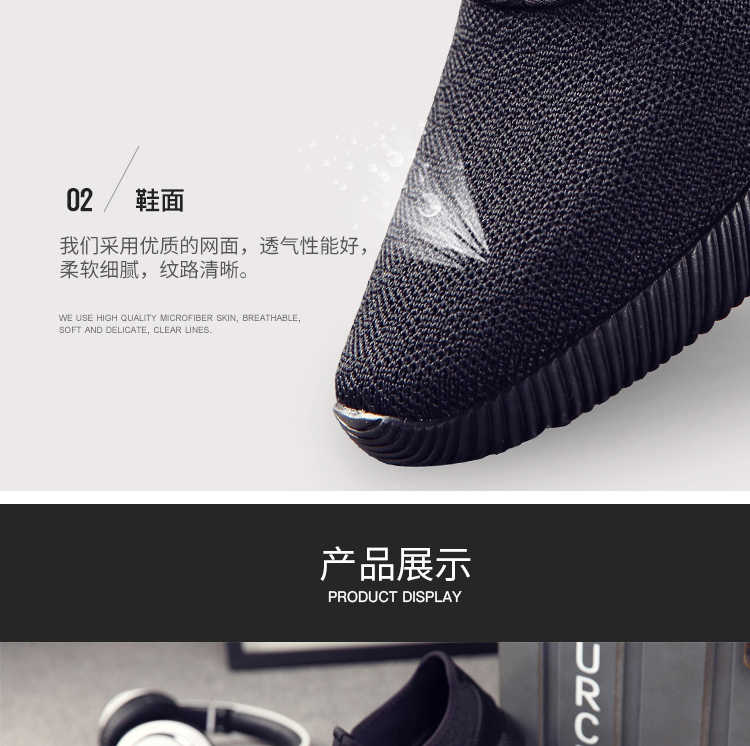 02 鞋面
我们采用优质的网面，透气性能好，
柔软细腻，纹路清晰。
WE USE HIGH QUALITY MICROFIBER SKIN, BREATHABLE,
SOFT AND DELICATE, CLEAR LINES.
产品展示
PRODUCT DISPLAY
URC